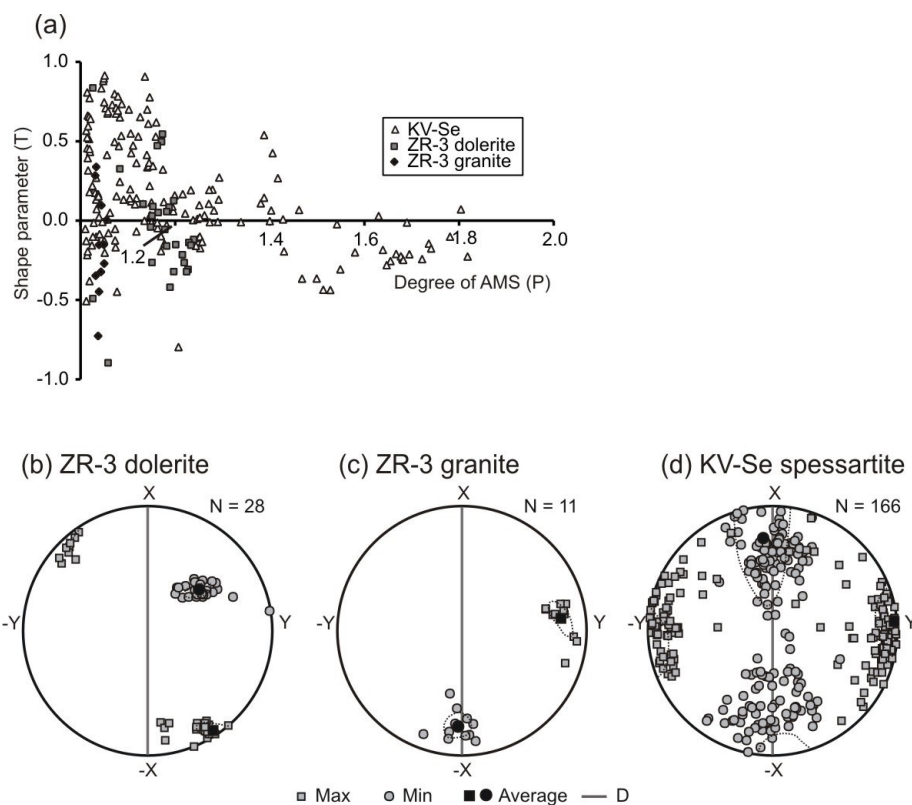 (a)
1.0
0.5
0.0
-0.5
-1.0
Shape parameter (T)
KV-Se
ZR-3 dolerite
ZR-3 granite
1.2
1.4
1.6
1.8
2.0
Degree of AMS (P)
(b) ZR-3 dolerite
(c) ZR-3 granite
(d) KV-Se spessartite
X
N = 28
X
N = 11
X
N = 166
-Y
Y
-Y
Y
-Y
Y
-X
-X
-X
Max
Min
Average
D